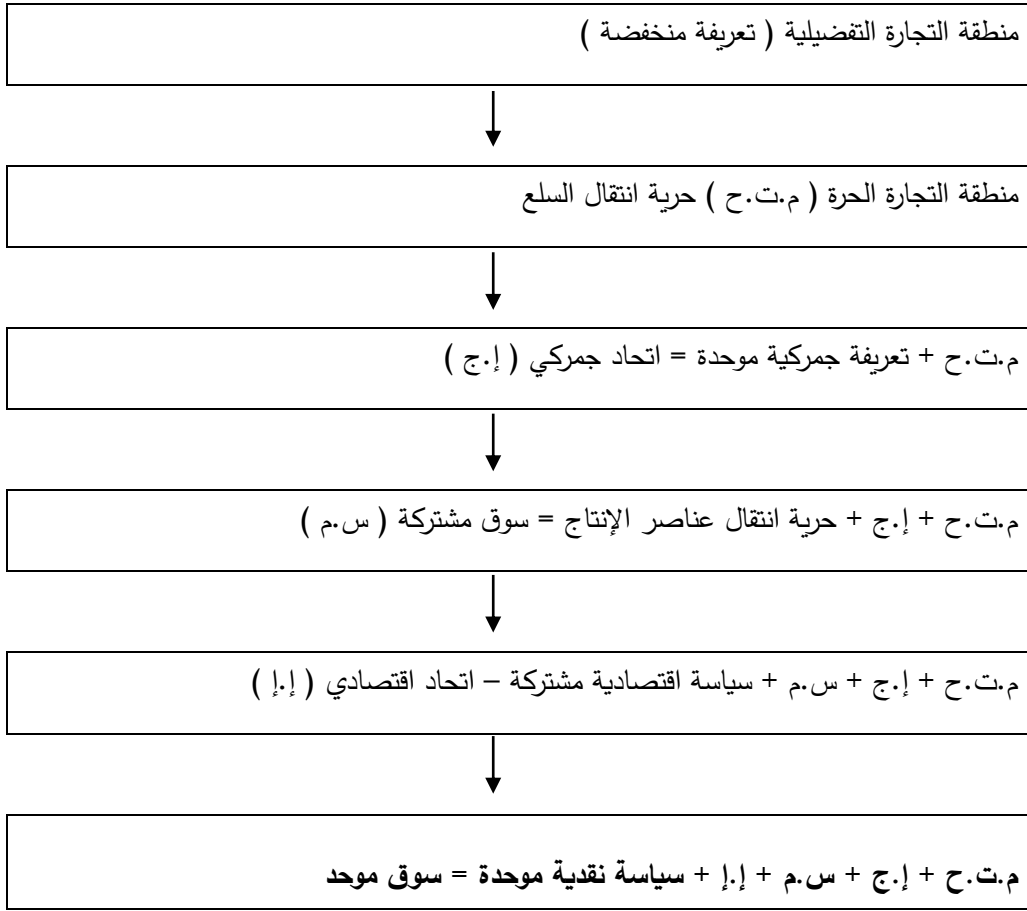 منطقة التجارة التفضيلية ( تعريفة منخفضة )
منطقة التجارة الحرة ( م.ت.ح ) حرية انتقال السلع
م.ت.ح + تعريفة جمركية موحدة = اتحاد جمركي ( إ.ج )
م.ت.ح + إ.ج + حرية انتقال عناصر الإنتاج = سوق مشتركة ( س.م )
م.ت.ح + إ.ج + س.م + سياسة اقتصادية مشتركة – اتحاد اقتصادي ( إ.إ )
م.ت.ح + إ.ج + س.م + إ.إ + سياسة نقدية موحدة = سوق موحد